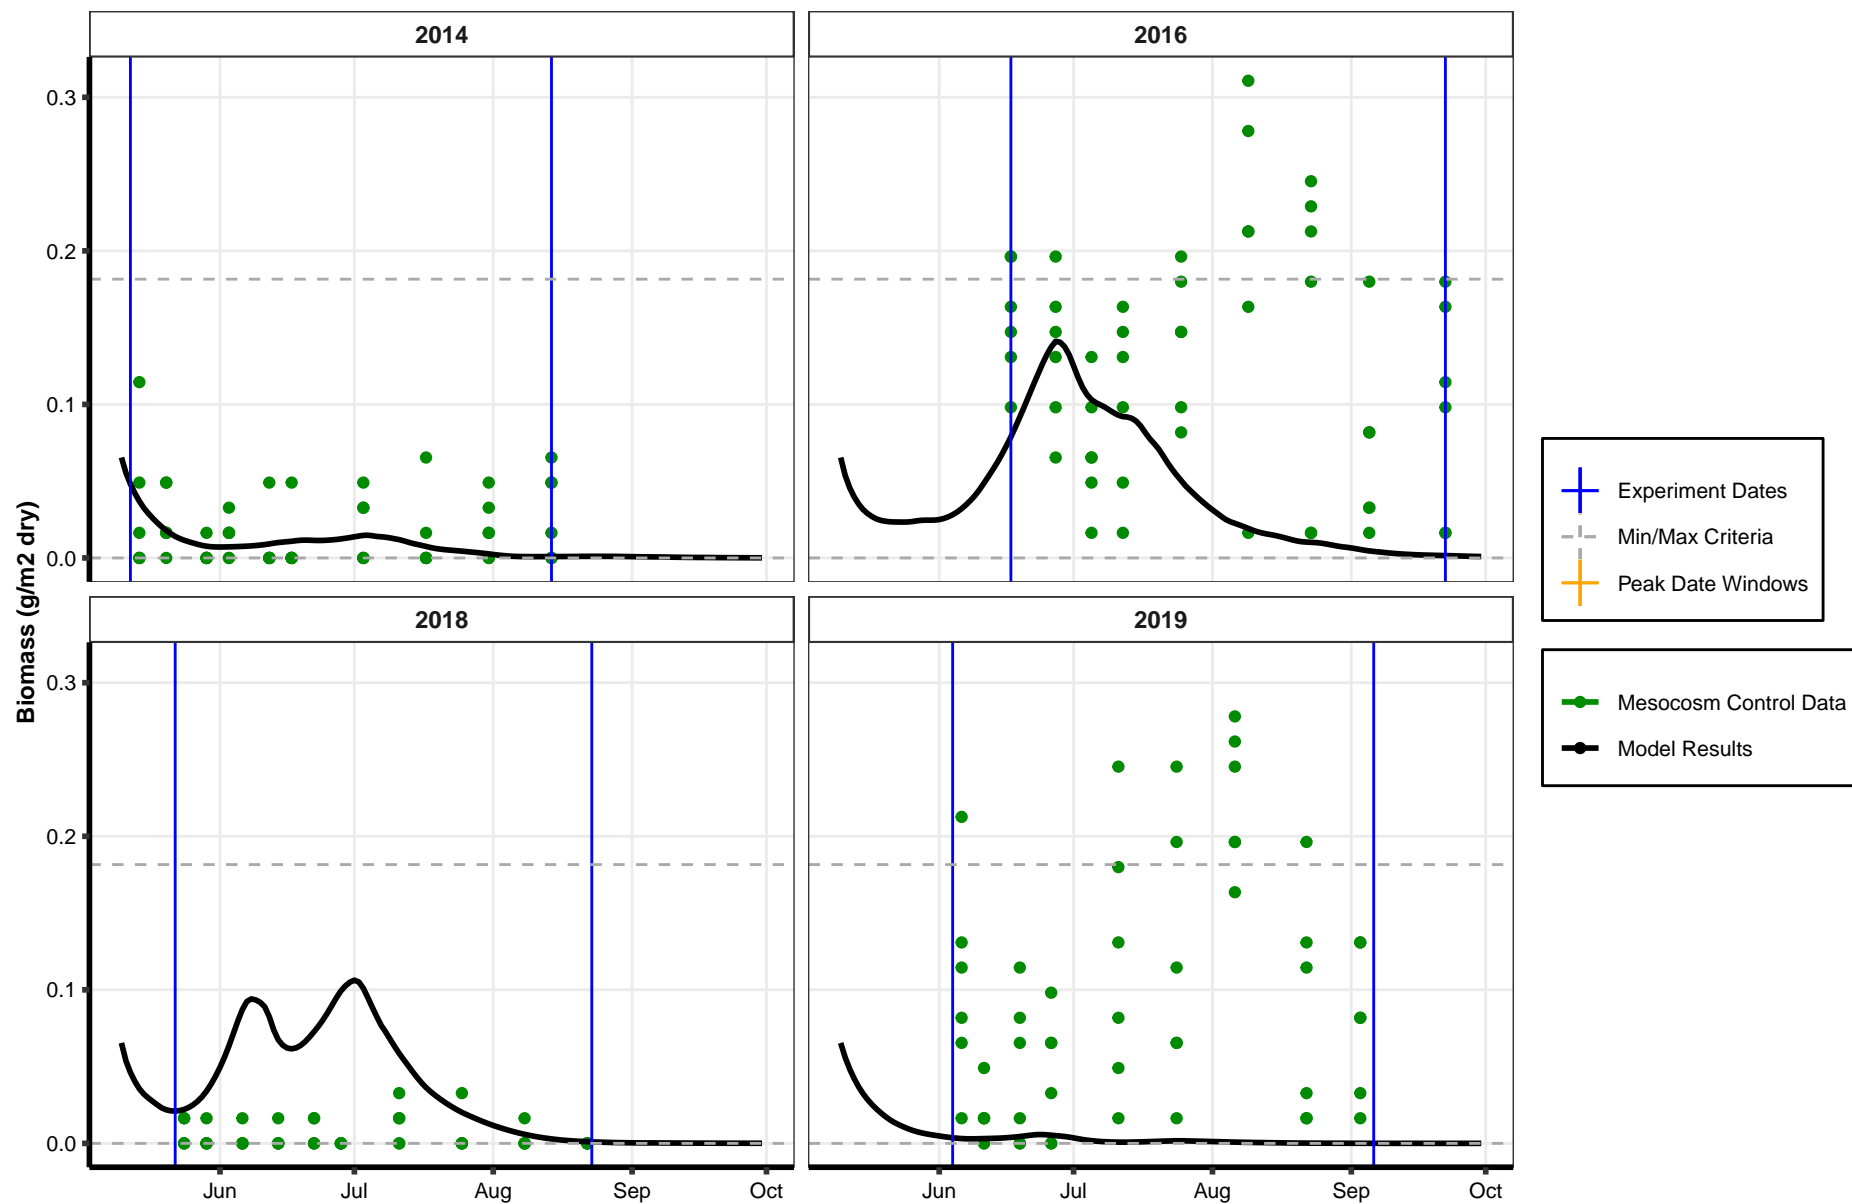 2014
2016
0.3
0.2
0.1
0.0
2018
2019
0.3
0.2
0.1
0.0
Jun
Jul
Aug
Sep
Oct
Jun
Jul
Aug
Sep
Oct
Biomass (g/m2 dry)
Experiment Dates
Min/Max Criteria
Peak Date Windows
Mesocosm Control Data
Model Results